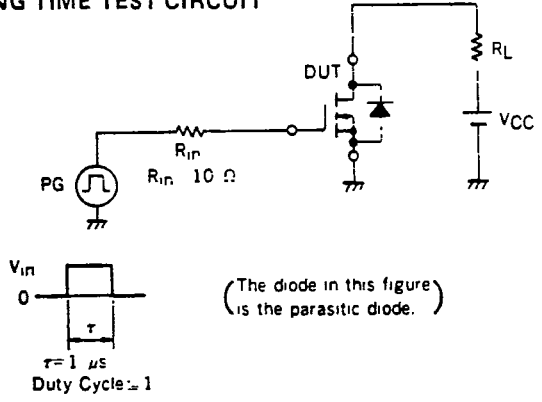 NG TIME TEST CIRCUIT
DUT
RL
VCC
Rin
Rin 10 Ω
PG
Vin
0
τ
τ=1 μs
Duty Cycle≒1
(The diode in this figure
is the parasitic diode.)